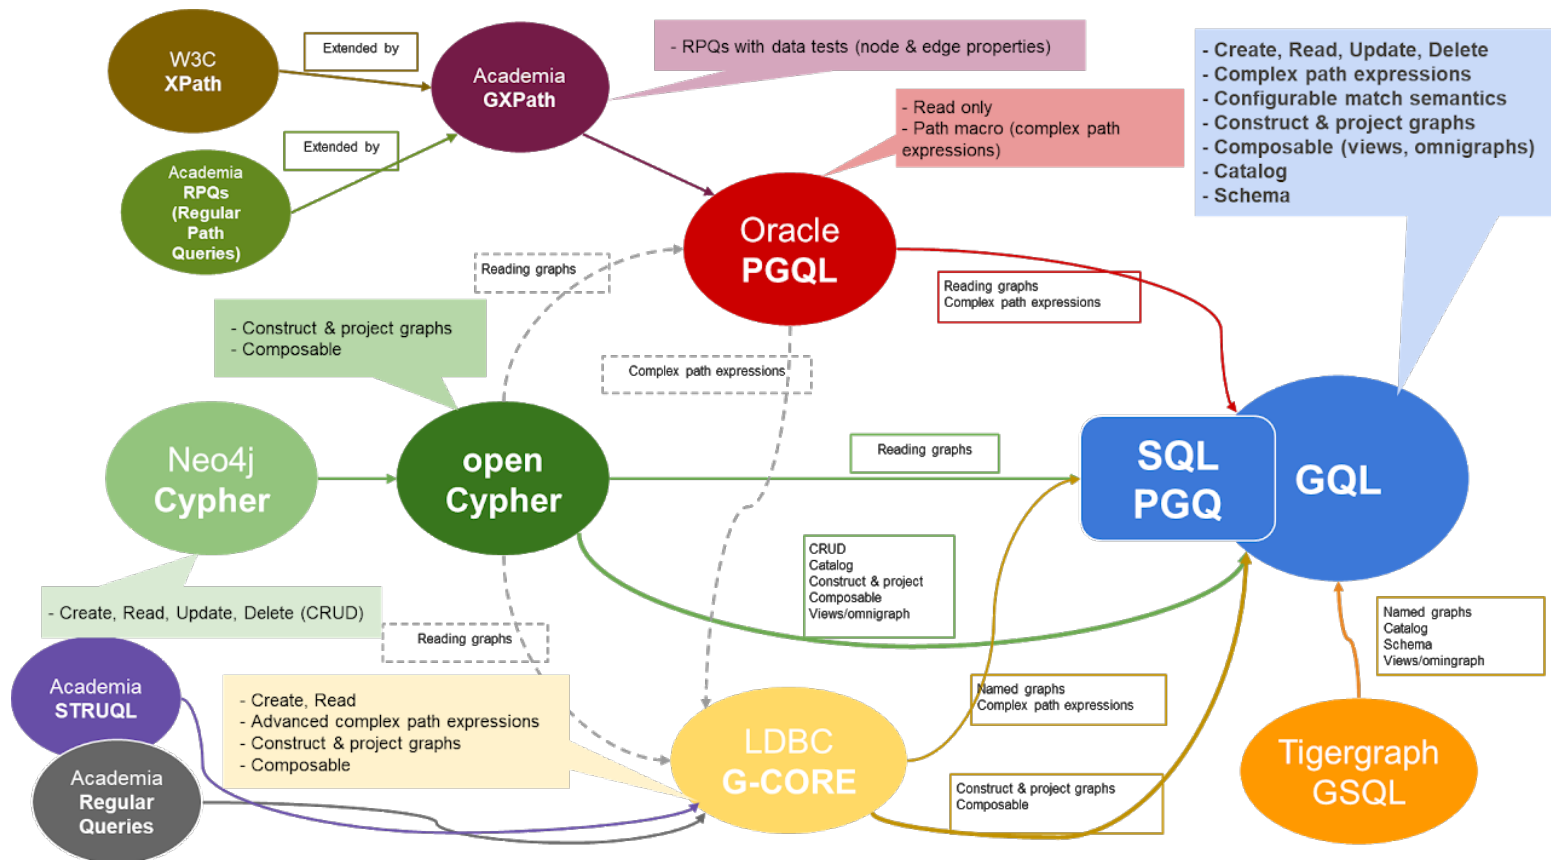 W3C
XPath
Extended by
Academia
GXPath
- RPQs with data tests (node & edge properties)
- Create, Read, Update, Delete
- Complex path expressions
- Configurable match semantics
- Construct & project graphs
- Composable (views, omnigraphs)
- Catalog
- Schema
- Read only
- Path macro (complex path
expressions)
Extended by
Academia
RPQs
(Regular
Path
Queries)
Oracle
PGQL
Reading graphs
Reading graphs
Complex path expressions
- Construct & project graphs
- Composable
Complex path expressions
Neo4j
Cypher
open
Cypher
Reading graphs
SQL
PGQ
GQL
CRUD
Catalog
Construct & project
Composable
Views/omnigraph
- Create, Read, Update, Delete (CRUD)
Reading graphs
Named graphs
Catalog
Schema
Views/omingraph
Academia
STRUQL
- Create, Read
- Advanced complex path expressions
- Construct & project graphs
- Composable
Named graphs
Complex path expressions
LDBC
G-CORE
Tigergraph
GSQL
Academia
Regular
Queries
Construct & project graphs
Composable